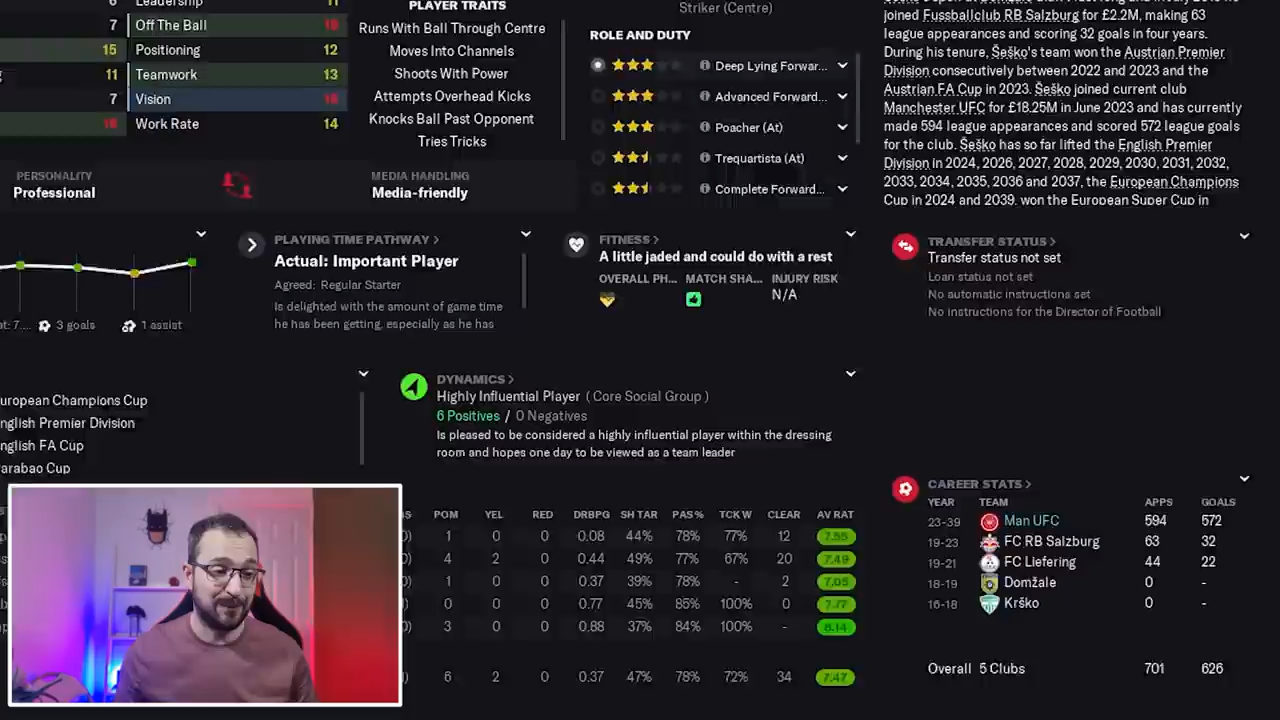 6 Leadership 11
7 Off The Ball
15 Positioning 12
11 Teamwork 13
7 Vision
Work Rate 14
PERSONALITY
Professional
MEDIA HANDLING
Media-friendly
PLAYER TRAITS
Runs With Ball Through Centre
Moves Into Channels
Shoots With Power
Attempts Overhead Kicks
Knocks Ball Past Opponent
Tries Tricks
Striker (Centre)
ROLE AND DUTY
Deep Lying Forwar...
Advanced Forward...
Poacher (At)
Trequartista (At)
Complete Forward...
joined Fussballclub RB Salzburg for £2.2M, making 63
league appearances and scoring 32 goals in four years.
During his tenure, Šeško's team won the Austrian Premier
Division consecutively between 2022 and 2023 and the
Austrian FA Cup in 2023. Šeško joined current club
Manchester UFC for £18.25M in June 2023 and has currently
made 594 league appearances and scored 572 league goals
for the club. Šeško has so far lifted the English Premier
Division in 2024, 2026, 2027, 2028, 2029, 2030, 2031, 2032,
2033, 2034, 2035, 2036 and 2037, the European Champions
Cup in 2024 and 2039, won the European Super Cup in
at: 7.... 3 goals 1 assist
PLAYING TIME PATHWAY >
Actual: Important Player
Agreed: Regular Starter
Is delighted with the amount of game time
he has been getting, especially as he has
FITNESS >
A little jaded and could do with a rest
OVERALL PH... MATCH SHA... INJURY RISK
N/A
TRANSFER STATUS >
Transfer status not set
Loan status not set
No automatic instructions set
No instructions for the Director of Football
uropean Champions Cup
nglish Premier Division
nglish FA Cup
arabao Cup
DYNAMICS >
Highly Influential Player ( Core Social Group )
6 Positives / 0 Negatives
Is pleased to be considered a highly influential player within the dressing
room and hopes one day to be viewed as a team leader
POM YEL RED DRBPG SH TAR PAS % TCK W CLEAR AV RAT
1 0 0 0.08 44% 78% 77% 12 7.55
4 2 0 0.44 49% 77% 67% 20 7.49
1 0 0 0.37 39% 78% - 2 7.05
0 0 0 0.77 45% 85% 100% 0 7.77
3 0 0 0.88 37% 84% 100% - 8.14
6 2 0 0.37 47% 78% 72% 34 7.47
CAREER STATS >
YEAR TEAM APPS GOALS
23-39 Man UFC 594 572
19-23 FC RB Salzburg 63 32
19-21 FC Liefering 44 22
18-19 Domžale 0 -
16-18 Krško 0 -
Overall 5 Clubs 701 626